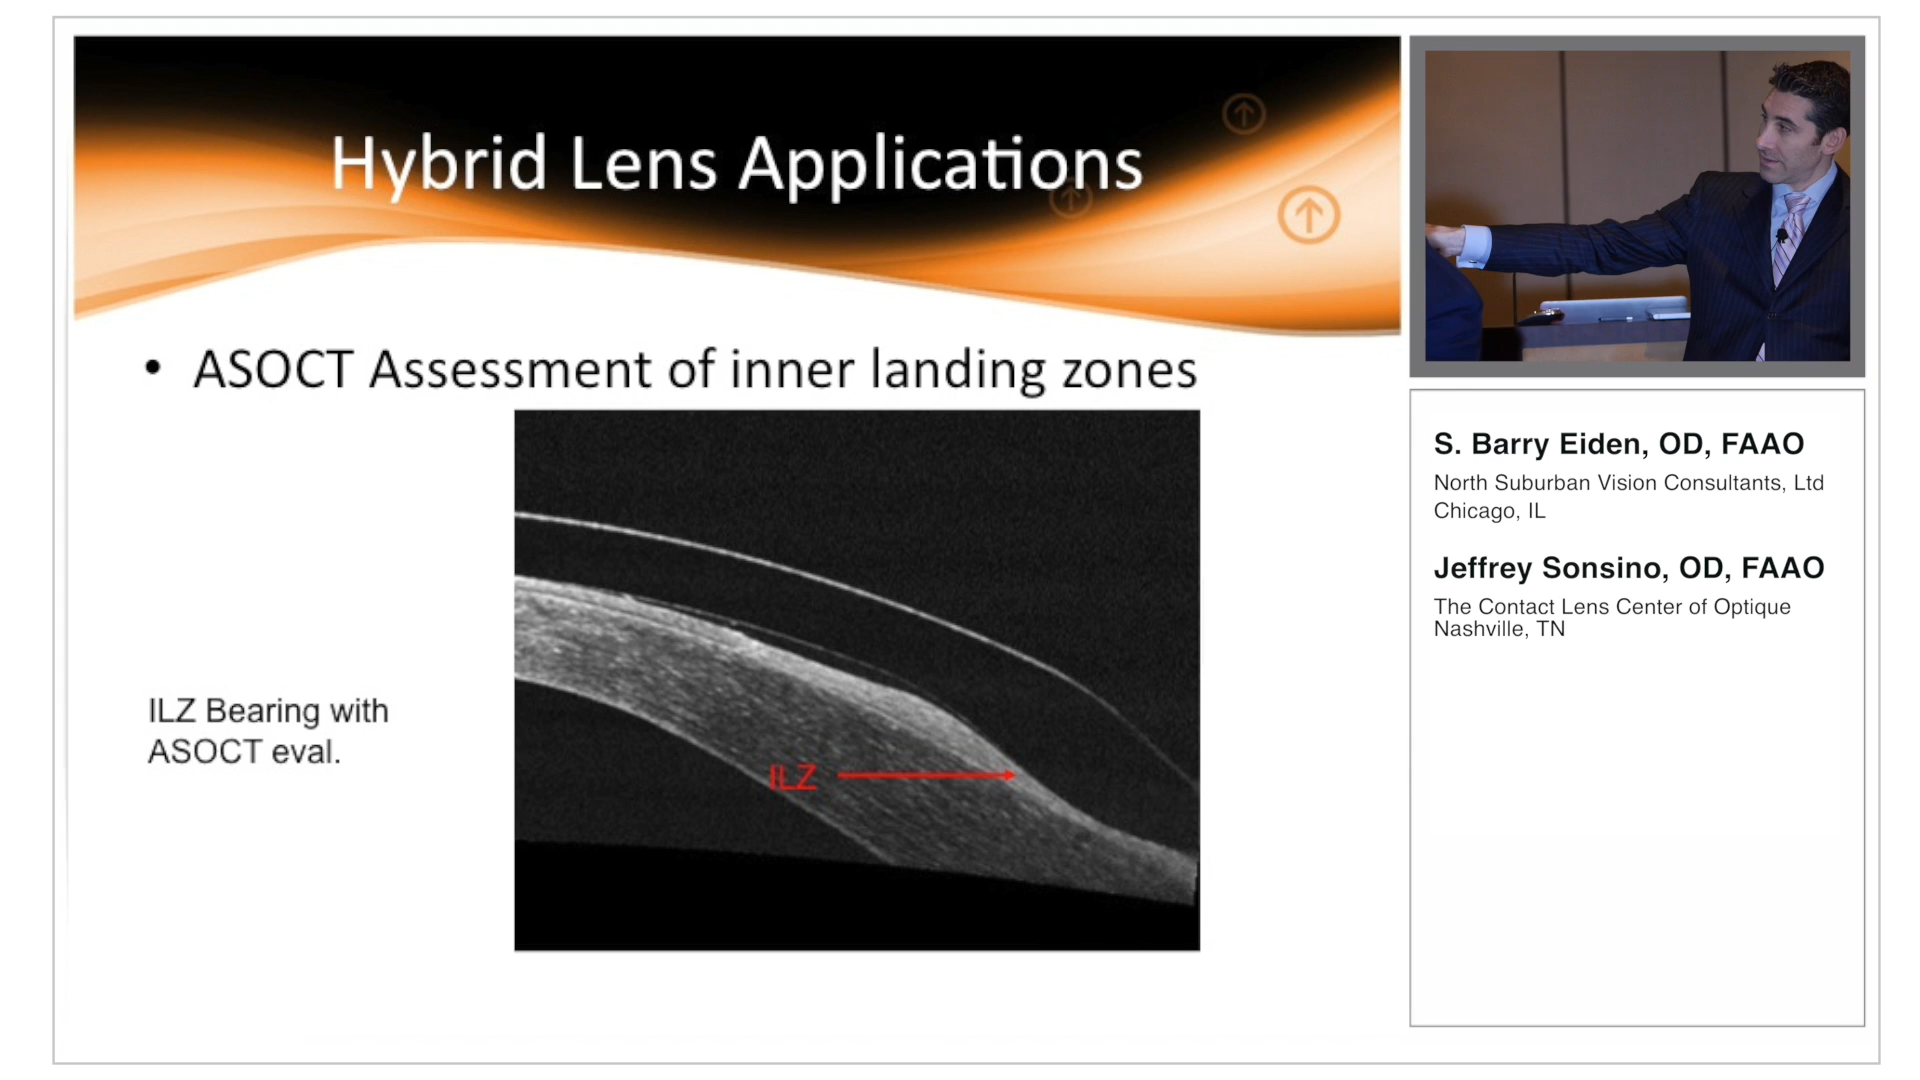 Hybrid Lens Applications
• ASOCT Assessment of inner landing zones
ILZ Bearing with
ASOCT eval.
ILZ
S. Barry Eiden, OD, FAAO
North Suburban Vision Consultants, Ltd
Chicago, IL
Jeffrey Sonsino, OD, FAAO
The Contact Lens Center of Optique
Nashville, TN